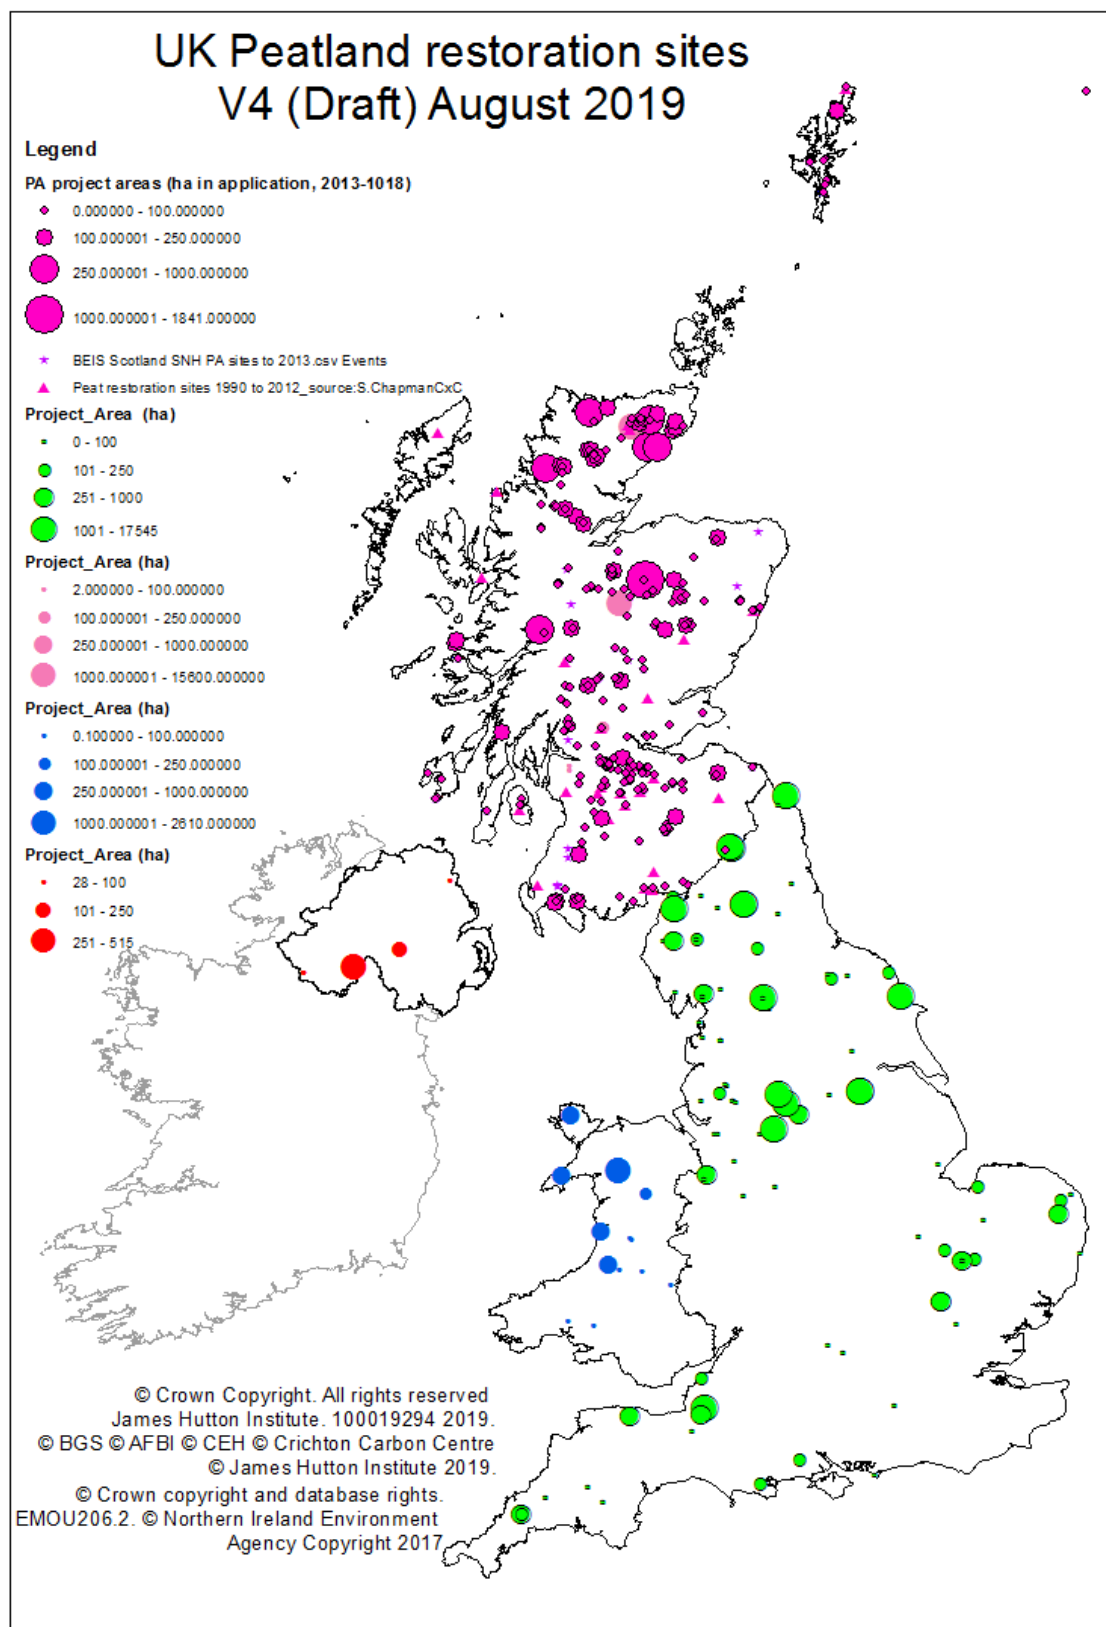 UK Peatland restoration sites
V4 (Draft) August 2019
Legend
PA project areas (ha in application, 2013-1018)
0.000000 - 100.000000
100.000001 - 250.000000
250.000001 - 1000.000000
1000.000001 - 1841.000000
BEIS Scotland SNH PA sites to 2013.csv Events
Peat restoration sites 1990 to 2012_source:S.ChapmanCxC
Project_Area (ha)
0 - 100
101 - 250
251 - 1000
1001 - 17545
Project_Area (ha)
2.000000 - 100.000000
100.000001 - 250.000000
250.000001 - 1000.000000
1000.000001 - 15600.000000
Project_Area (ha)
0.100000 - 100.000000
100.000001 - 250.000000
250.000001 - 1000.000000
1000.000001 - 2610.000000
Project_Area (ha)
28 - 100
101 - 250
251 - 515
© Crown Copyright. All rights reserved
James Hutton Institute. 100019294 2019.
© BGS © AFBI © CEH © Crichton Carbon Centre
© James Hutton Institute 2019.
© Crown copyright and database rights.
EMOU206.2. © Northern Ireland Environment
Agency Copyright 2017